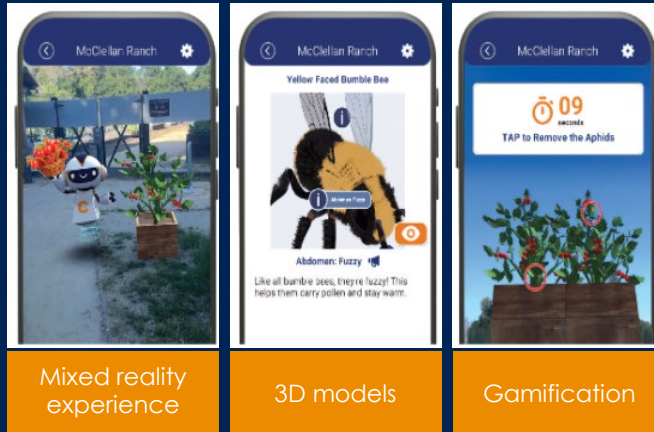 McClellan Ranch
C
Mixed reality
experience
McClellan Ranch
Yellow Faced Bumble Bee
i
i Abdomen: Fuzzy
Abdomen: Fuzzy
Like all bumble bees, they're fuzzy! This
helps them carry pollen and stay warm.
3D models
McClellan Ranch
09
seconds
TAP to Remove the Aphids
Gamification